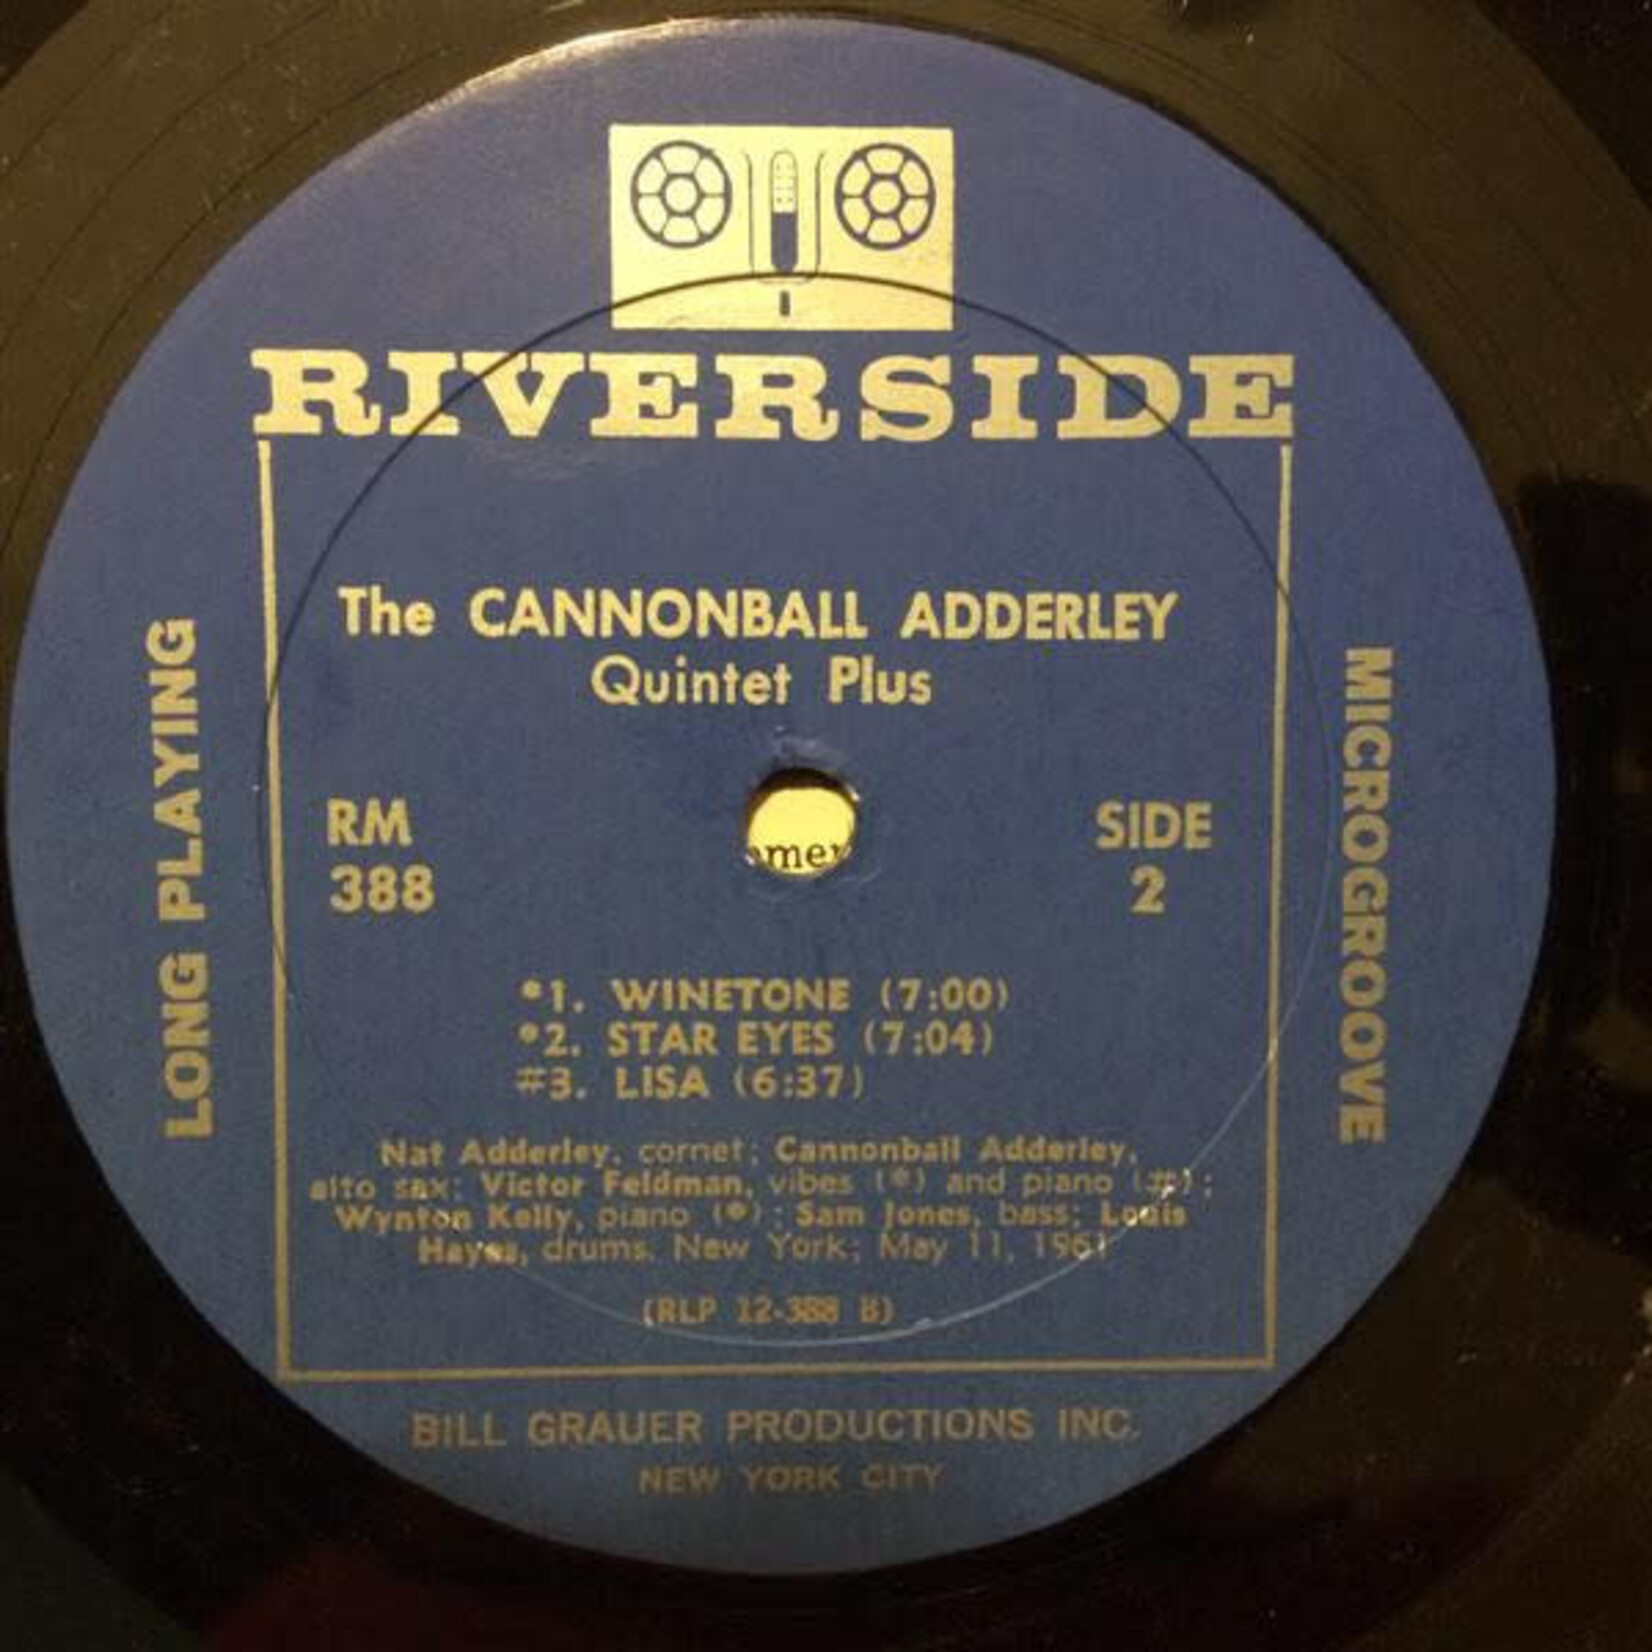 RIVERSIDE
LONG PLAYING
MICROGROOVE
The CANNONBALL ADDERLEY
Quintet Plus
RM
388
SIDE
2
*1. WINETONE (7:00)
*2. STAR EYES (7:04)
#3. LISA (6:37)
Nat Adderley, cornet; Cannonball Adderley,
alto sax; Victor Feldman, vibes (*) and piano (#);
Wynton Kelly, piano (*); Sam Jones, bass; Louis
Hayes, drums. New York; May 11, 1961
(RLP 12-388 B)
BILL GRAUER PRODUCTIONS INC.
NEW YORK CITY